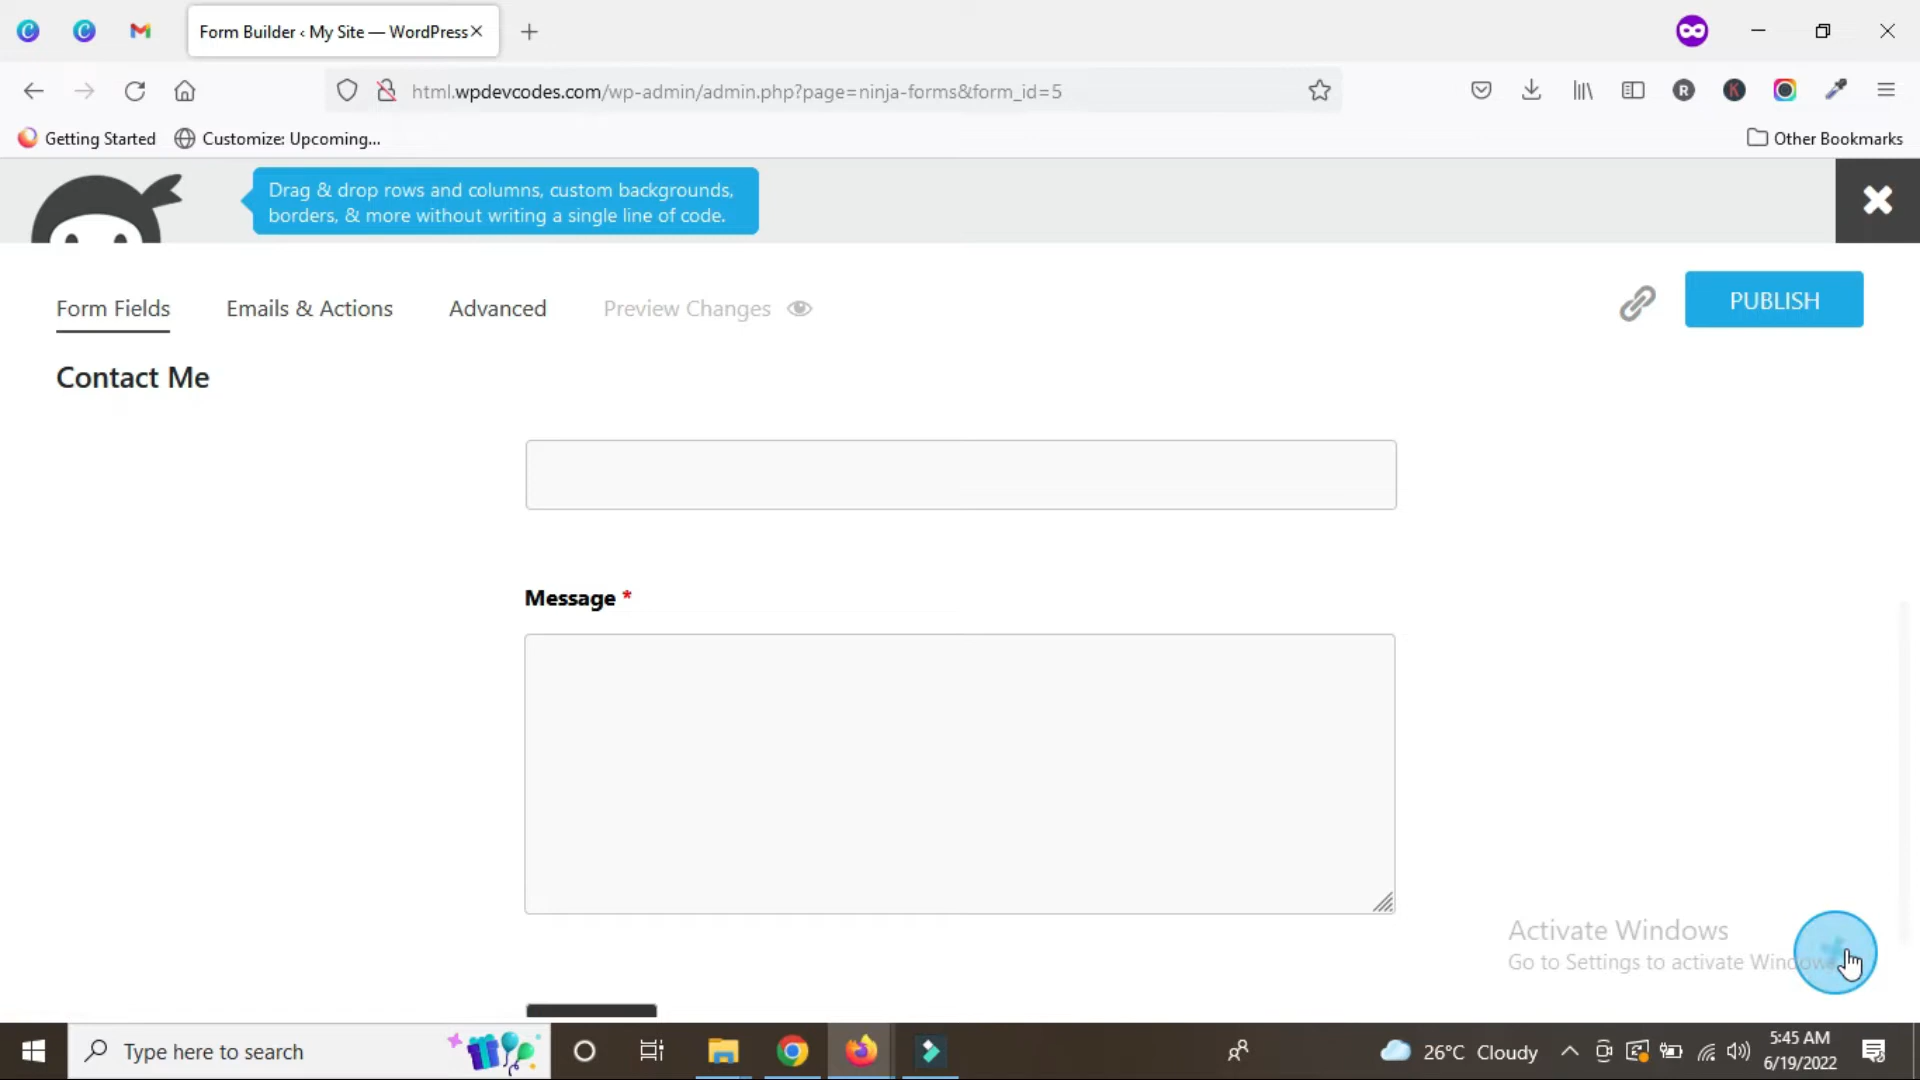 Form Builder ‹ My Site — WordPress
html.wpdevcodes.com/wp-admin/admin.php?page=ninja-forms&form_id=5
Getting Started
Customize: Upcoming...
Other Bookmarks
Drag & drop rows and columns, custom backgrounds,
borders, & more without writing a single line of code.
Form Fields
Emails & Actions
Advanced
Preview Changes
PUBLISH
Contact Me
Message *
Activate Windows
Go to Settings to activate Windows
Type here to search
26°C Cloudy
5:45 AM
6/19/2022